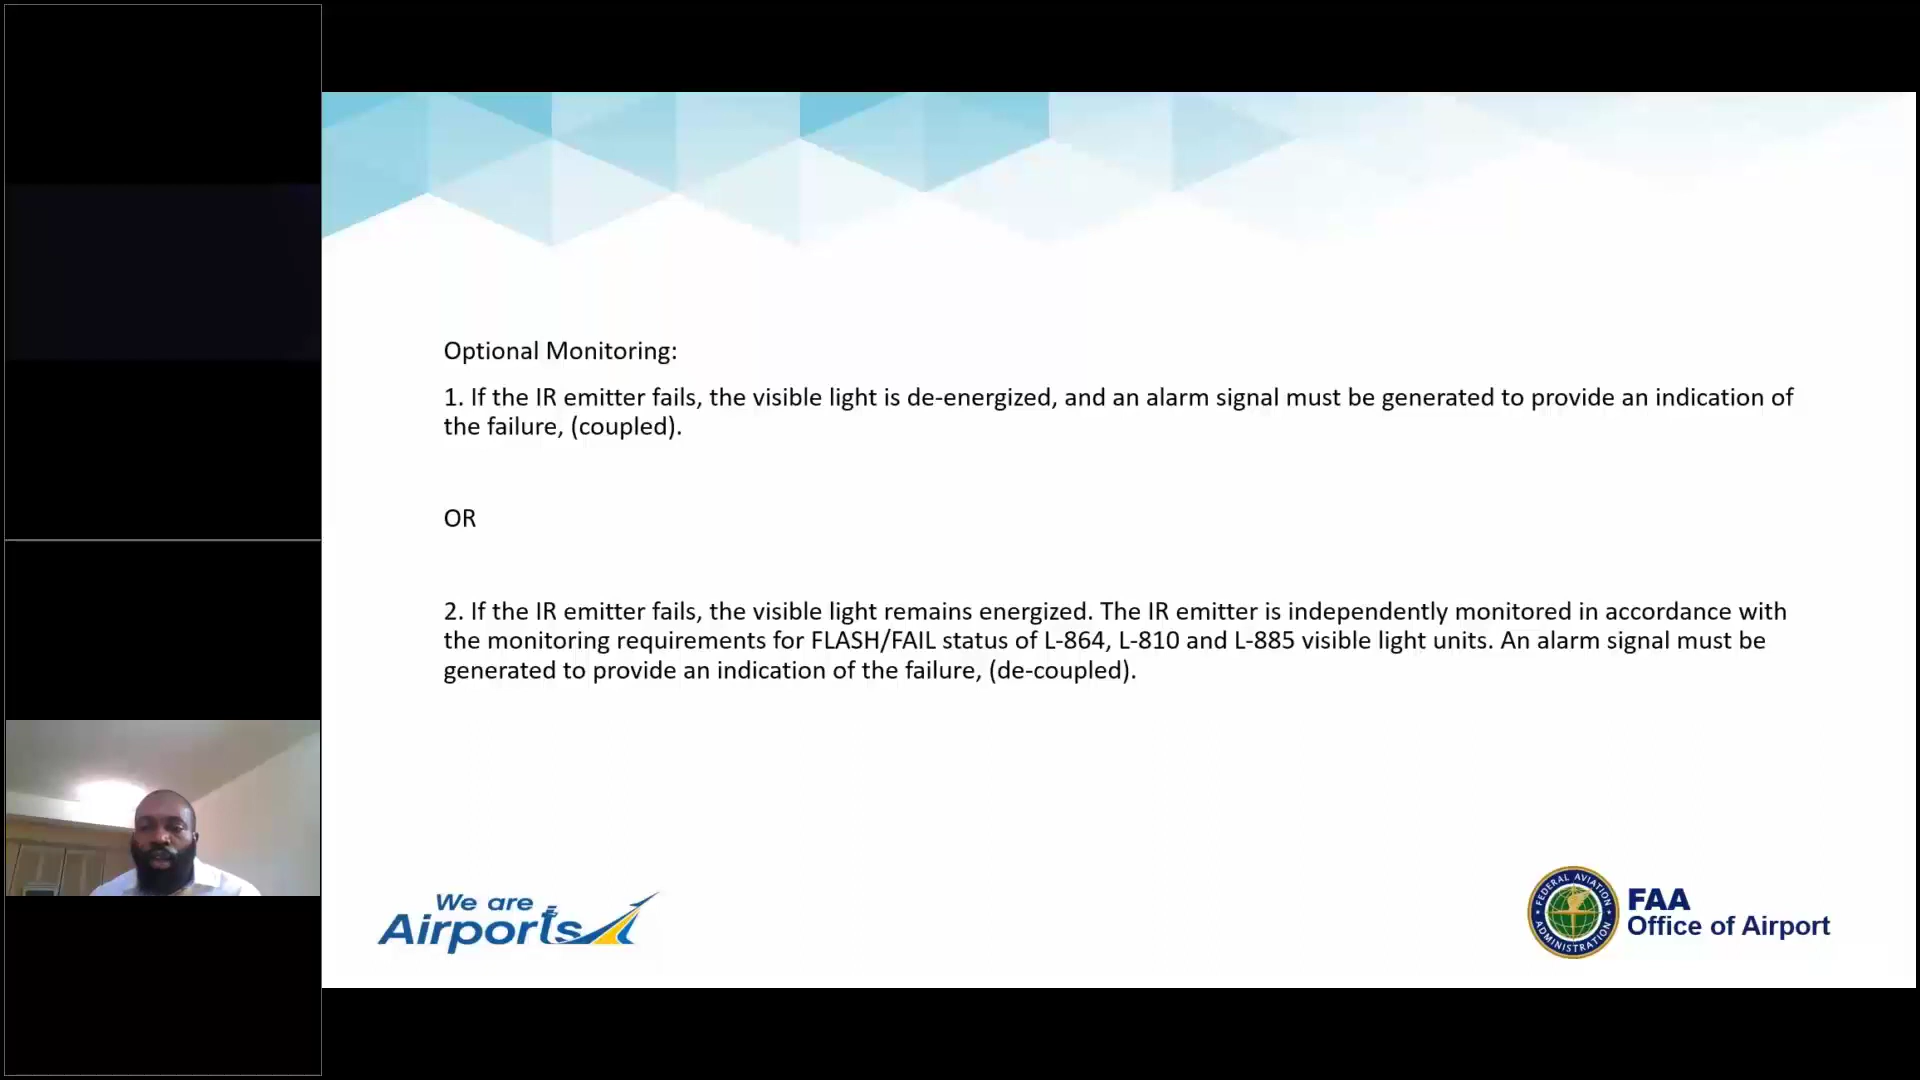 Optional Monitoring:
1. If the IR emitter fails, the visible light is de-energized, and an alarm signal must be generated to provide an indication of
the failure, (coupled).
OR
2. If the IR emitter fails, the visible light remains energized. The IR emitter is independently monitored in accordance with
the monitoring requirements for FLASH/FAIL status of L-864, L-810 and L-885 visible light units. An alarm signal must be
generated to provide an indication of the failure, (de-coupled).
We are
Airports
FEDERAL AVIATION
ADMINISTRATION
FAA
Office of Airport